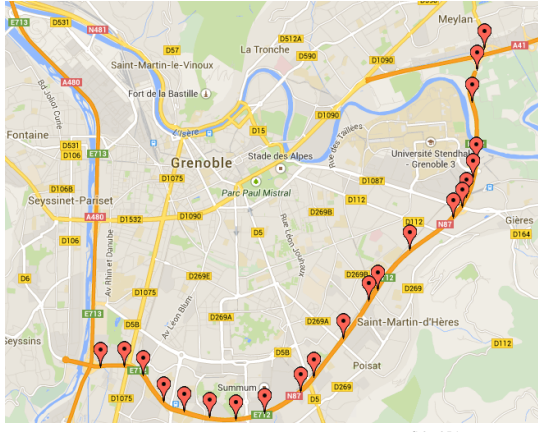 Meylan
E713
D531
N481
D57
D512A
La Tronche
D590
D1090
A41
Saint-Martin-le-Vinoux
A480
Fort de la Bastille
Bd Joliot Curie
D1090
Fontaine
L'Isère
D15
Rue des Taillées
D531
D106
E713
Grenoble
Stade des Alpes
Université Stendhal
- Grenoble 3
D1075
D1087
D106B
Parc Paul Mistral
Seyssinet-Pariset
D112
A480
D1532
D1090
D209B
D112
N87
Gières
D164
D106
D5
Rue Léon Jouhaux
Av Rhin et Danube
D6
D269E
D269B
E712
D269
D1075
Av Léon Blum
E713
D269A
D269A
Saint-Martin-d'Hères
D5B
Seyssins
D112
D5B
E712
Poisat
Summum
D269
D1075
N87
D5
E712